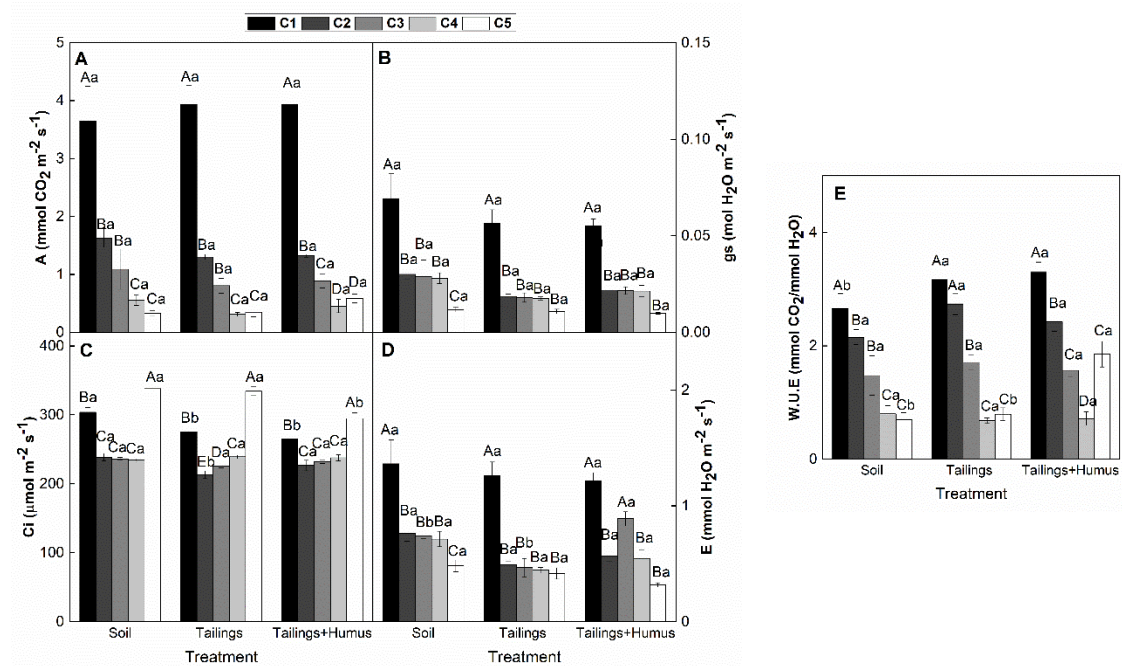 C1 C2 C3 C4 C5
A
B
5
4
3
2
1
0
A (mmol CO2 m-2 s-1)
Aa Aa Aa
Ba Ba Ca Ca
Ba Ba Ca Ca
Ba Ca Da Da
0.15
0.10
0.05
0.00
gs (mol H2O m-2 s-1)
Aa Aa Aa
Ba Ba Ba Ca
Ba Ba Ba Ba
Ba Ba Ba Ba
C
D
400
300
200
100
0
Ci (µmol m-2 s-1)
Ba Ca Ca Ca Aa
Bb Eb Da Ca Aa
Bb Ca Ca Ca Ab
2
1
0
E (mmol H2O m-2 s-1)
Aa Ba Bb Ba Ca
Aa Ba Bb Ba Ba
Aa Ba Aa Ba Ba
Soil Tailings Tailings+Humus
Treatment
Soil Tailings Tailings+Humus
Treatment
E
4
2
0
W.U.E (mmol CO2/mmol H2O)
Ab Ba Ba Ca Cb
Aa Aa Ba Ca Cb
Aa Ba Ca Da Ca
Soil Tailings Tailings+Humus
Treatment